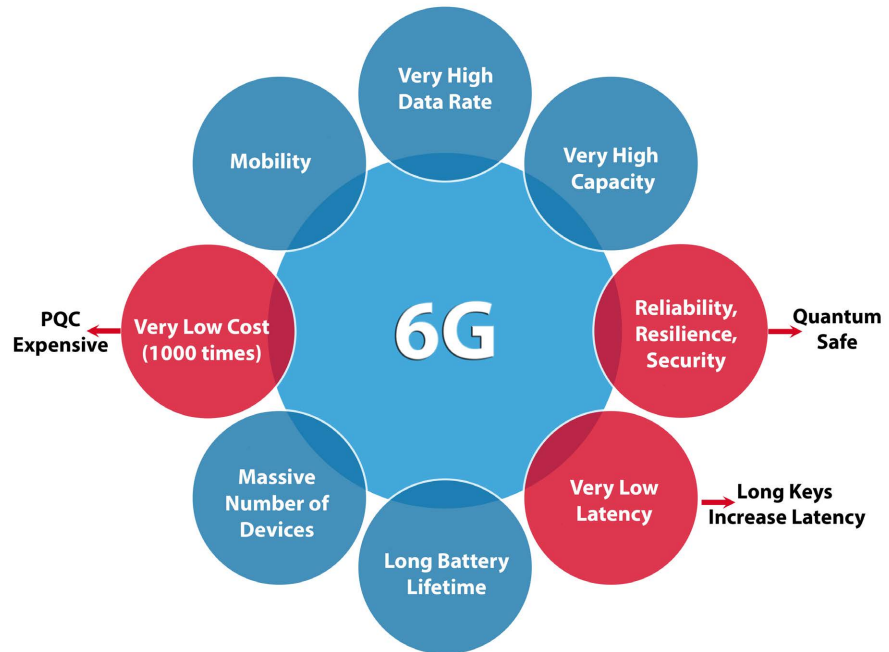 Very High
Data Rate
Mobility
Very High
Capacity
PQC
Expensive
Very Low Cost
(1000 times)
6G
Reliability,
Resilience,
Security
Quantum
Safe
Massive
Number of
Devices
Long Battery
Lifetime
Very Low
Latency
Long Keys
Increase Latency